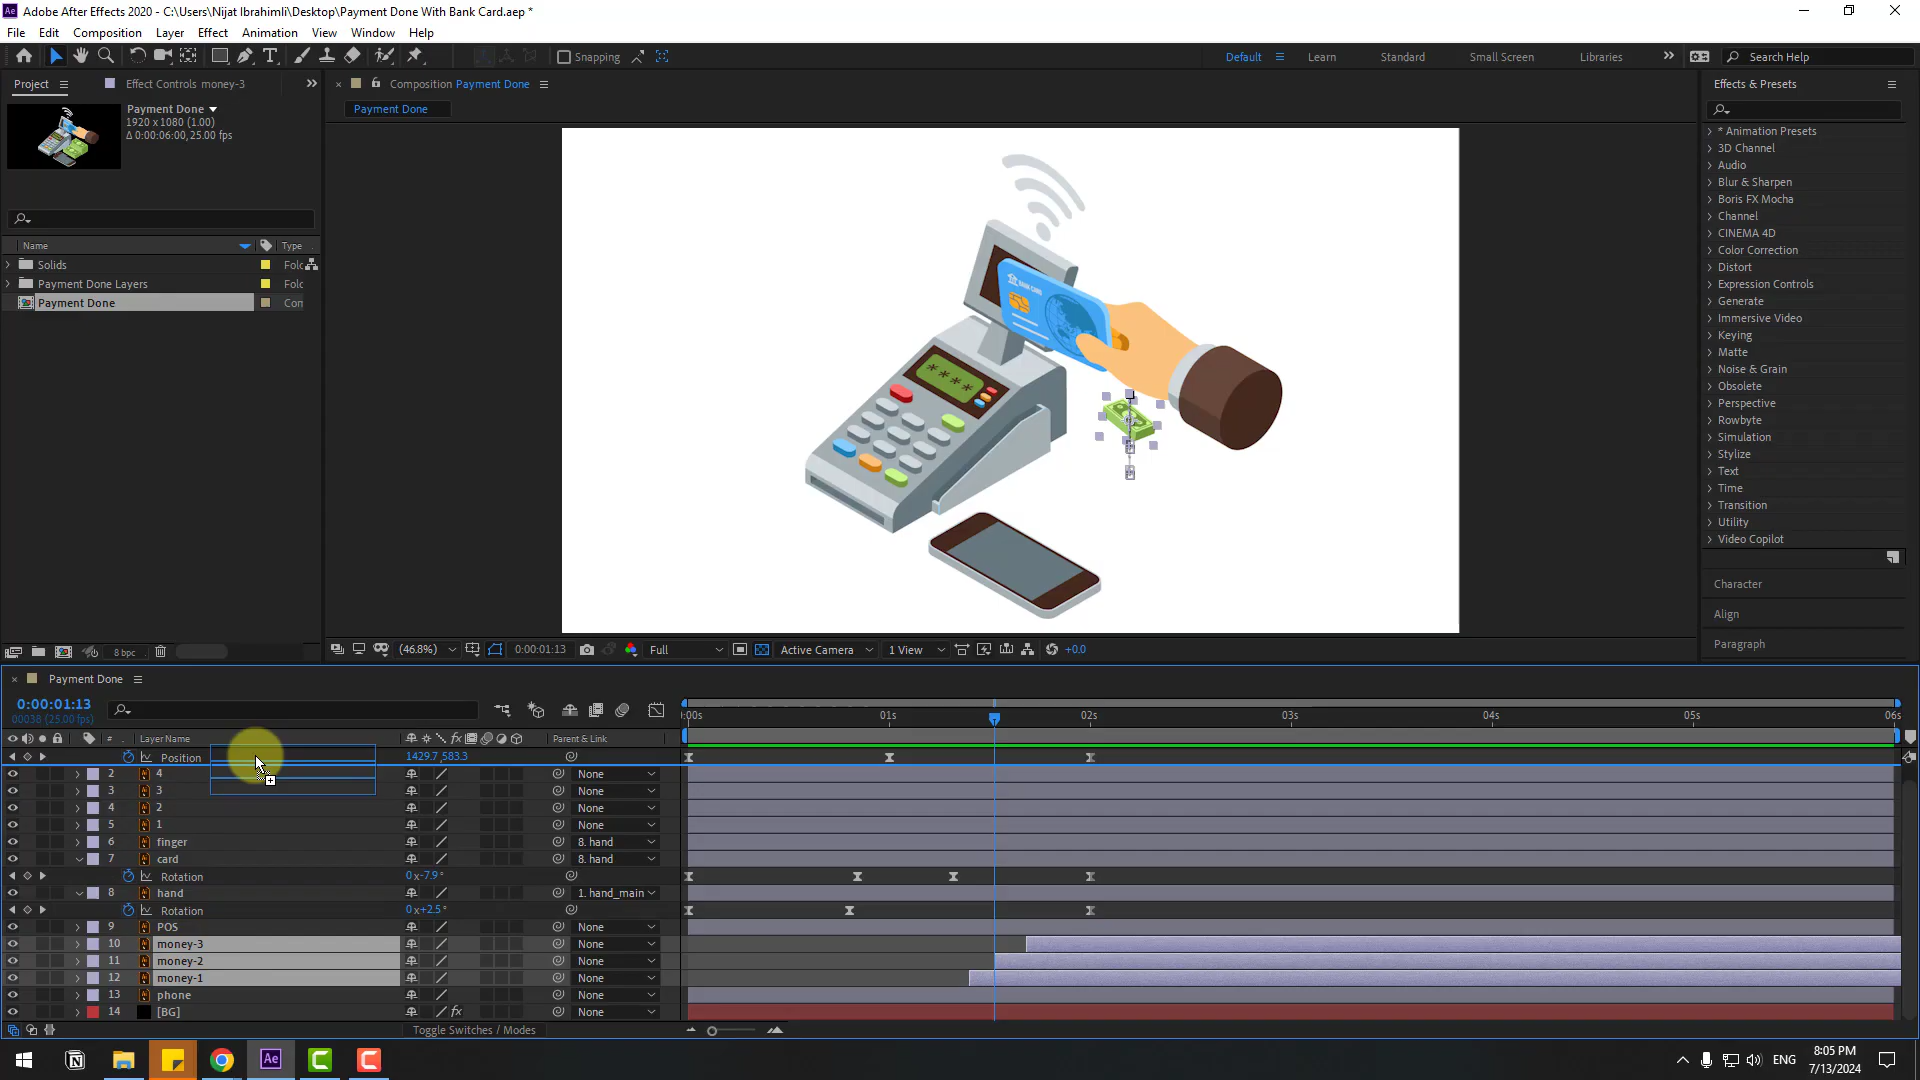 Adobe After Effects 2020 - C:\Users\Nijat Ibrahimli\Desktop\Payment Done With Bank Card.aep *
File Edit Composition Layer Effect Animation View Window Help
Snapping Default Learn Standard Small Screen Libraries Search Help
Project Effect Controls money-3 Composition Payment Done Effects & Presets
Payment Done
1920 x 1080 (1.00)
Δ 0:00:06:00, 25.00 fps
Payment Done
Name Type
Solids Folc
Payment Done Layers Folc
Payment Done Con
BANK CARD
* * * *
* Animation Presets
3D Channel
Audio
Blur & Sharpen
Boris FX Mocha
Channel
CINEMA 4D
Color Correction
Distort
Expression Controls
Generate
Immersive Video
Keying
Matte
Noise & Grain
Obsolete
Perspective
Rowbyte
Simulation
Stylize
Text
Time
Transition
Utility
Video Copilot
Character
Align
Paragraph
8 bpc (46.8%) 0:00:01:13 Full Active Camera 1 View +0.0
Payment Done
0:00:01:13
00038 (25.00 fps)
:00s 01s 02s 03s 04s 05s 06s
# Layer Name Parent & Link
Position 1429.7,583.3
2 4 None
3 3 None
4 2 None
5 1 None
6 finger 8. hand
7 card 8. hand
Rotation 0x-7.9°
8 hand 1. hand_main
Rotation 0x+2.5°
9 POS None
10 money-3 None
11 money-2 None
12 money-1 None
13 phone None
14 [BG] fx None
Toggle Switches / Modes
ENG 8:05 PM
7/13/2024